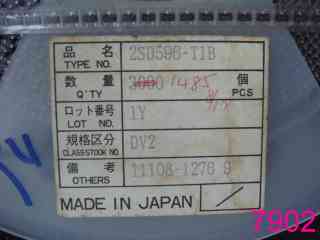 品名 2SD596-T1B
TYPE NO.
数量 3000 1485 個
Q'TY PCS
ロット番号 1Y
LOT NO.
規格区分 DV2
CLASS STOCK NO.
備考 11108-1276 9
OTHERS
MADE IN JAPAN
7902